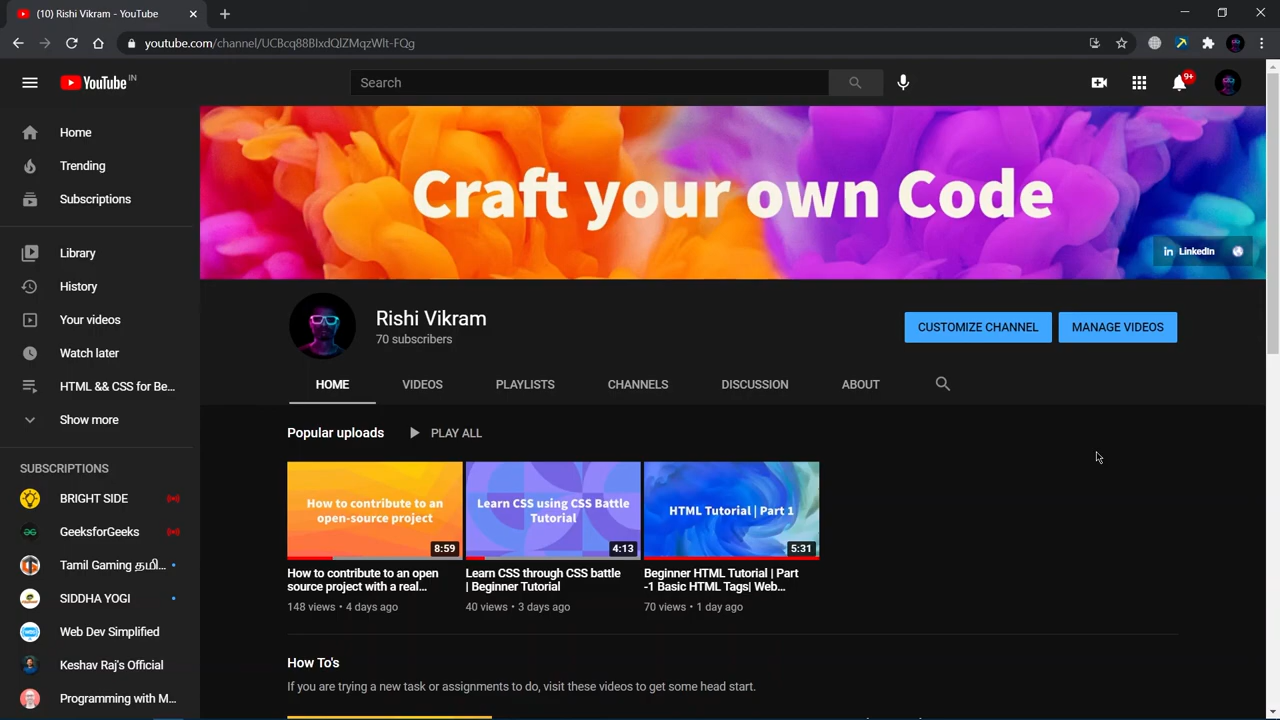 (10) Rishi Vikram - YouTube
youtube.com/channel/UCBcq88BIxdQlZMqzWlt-FQg
YouTube IN
Search
9+
Home
Trending
Subscriptions
Library
History
Your videos
Watch later
HTML && CSS for Be...
Show more
SUBSCRIPTIONS
BRIGHT SIDE
GeeksforGeeks
Tamil Gaming தமி...
SIDDHA YOGI
Web Dev Simplified
Keshav Raj's Official
Programming with M...
Craft your own Code
in LinkedIn
Rishi Vikram
70 subscribers
CUSTOMIZE CHANNEL
MANAGE VIDEOS
HOME VIDEOS PLAYLISTS CHANNELS DISCUSSION ABOUT
Popular uploads PLAY ALL
How to contribute to an
open-source project
8:59
How to contribute to an open
source project with a real...
148 views • 4 days ago
Learn CSS using CSS Battle
Tutorial
4:13
Learn CSS through CSS battle
| Beginner Tutorial
40 views • 3 days ago
HTML Tutorial | Part 1
5:31
Beginner HTML Tutorial | Part
-1 Basic HTML Tags| Web...
70 views • 1 day ago
How To's
If you are trying a new task or assignments to do, visit these videos to get some head start.